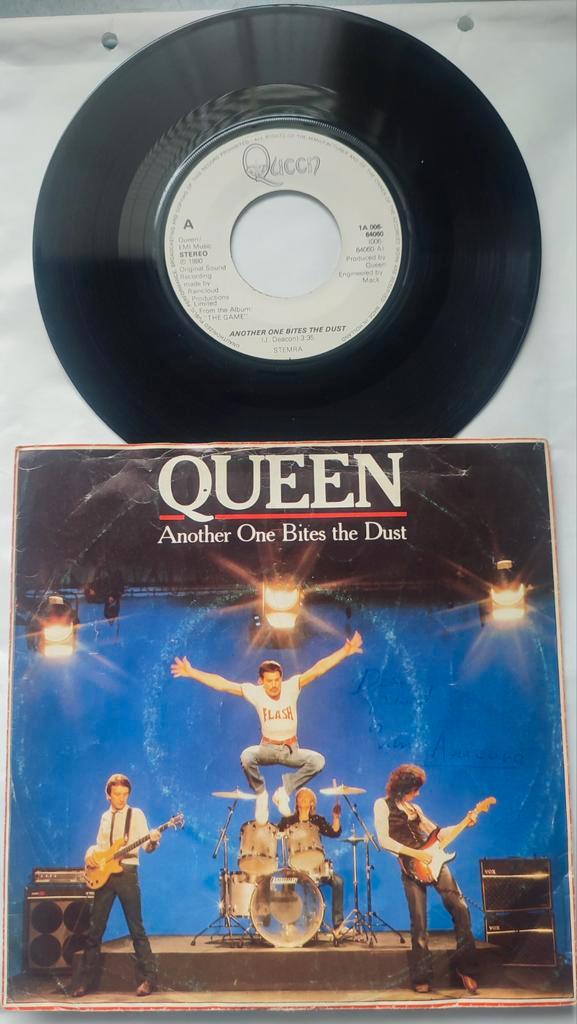 Queen
A
Queen/
EMI Music
STEREO
℗ 1980
Original Sound
Recording
made by
Raincloud
Productions
Limited
From the Album:
"THE GAME"
1A 006-
64060
(006-
64060-A)
Produced by
Queen
Engineered by
Mack
ANOTHER ONE BITES THE DUST
(J. Deacon) 3:35
STEMRA
QUEEN
Another One Bites the Dust
FLASH
VOX
VOX